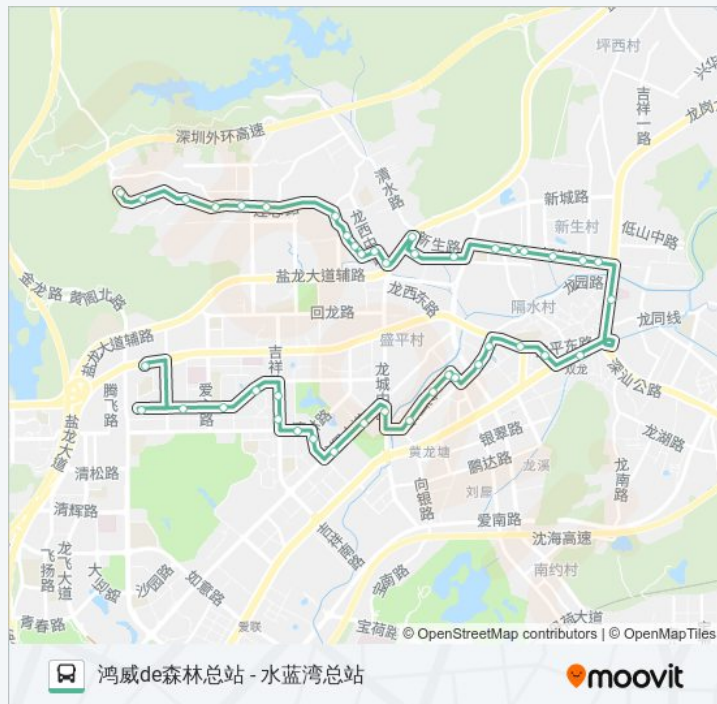 坪西村
兴华
吉祥一路
龙岗
深圳外环高速
清水路
新城路
龙西中
新生村
低山中路
新生路
金龙路
黄阁北路
盐龙大道辅路
龙西东路
龙园路
回龙路
隔水村
龙同线
盐龙大道辅路
盛平村
吉祥
平东路
双龙
深汕公路
腾飞路
爱
路
龙城中
盐龙大道
银翠路
龙湖路
黄龙塘
清松路
鹏达路
龙溪
龙南路
向银路
刘屋
清辉路
爱南路
吉祥南路
沈海高速
龙飞大道
飞扬路
沙园路
如意路
宝南路
南约村
青春路
爱联
宝荷路
宝荷大道
© OpenStreetMap contributors | © OpenMapTiles
鸿威de森林总站 - 水蓝湾总站
moovit